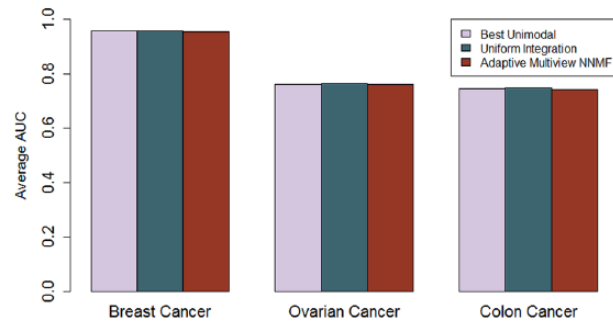 Best Unimodal
Uniform Integration
Adaptive Multiview NNMF
Average AUC
1.0
0.8
0.6
0.4
0.2
0.0
Breast Cancer
Ovarian Cancer
Colon Cancer